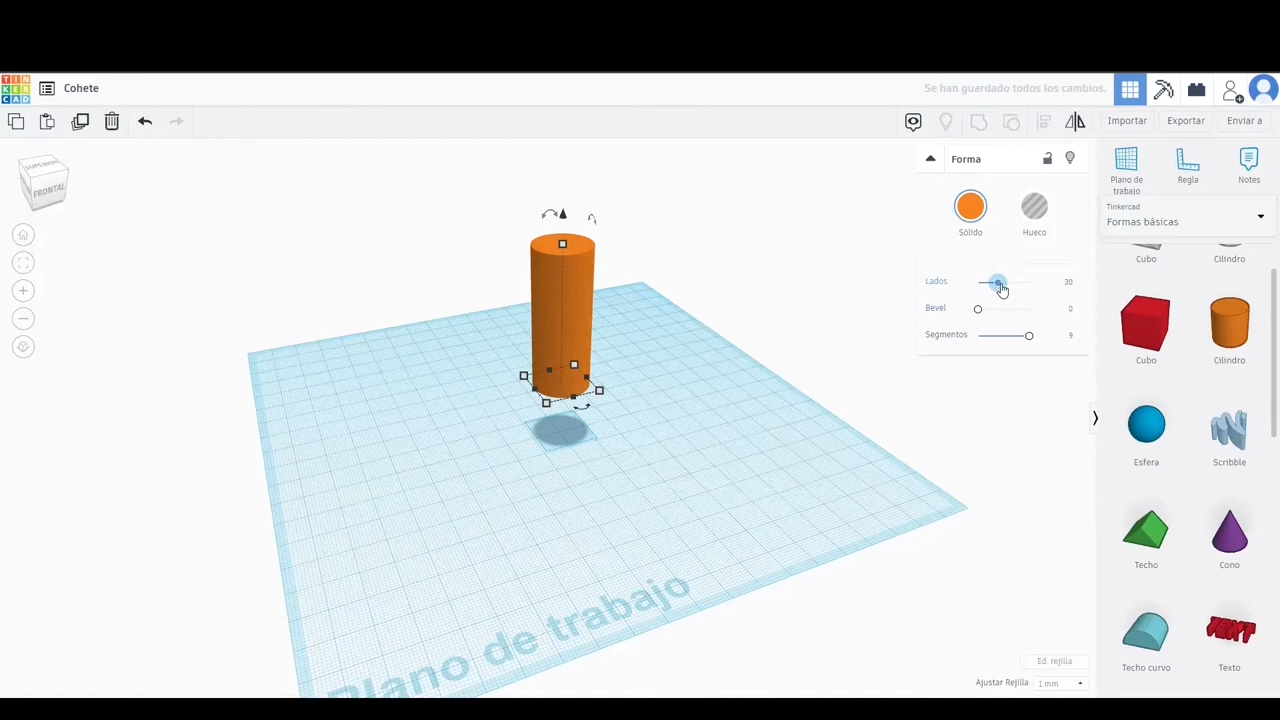 TIN
KER
CAD
Cohete
Se han guardado todos los cambios.
Importar
Exportar
Enviar a
SUPERIOR
FRONTAL
Forma
Sólido
Hueco
Lados
30
Bevel
0
Segmentos
9
Plano de
trabajo
Regla
Notes
Tinkercad
Formas básicas
Cubo
Cilindro
Cubo
Cilindro
Esfera
Scribble
Techo
Cono
TEXT
Techo curvo
Texto
Plano de trabajo
Ed. rejilla
Ajustar Rejilla
1 mm